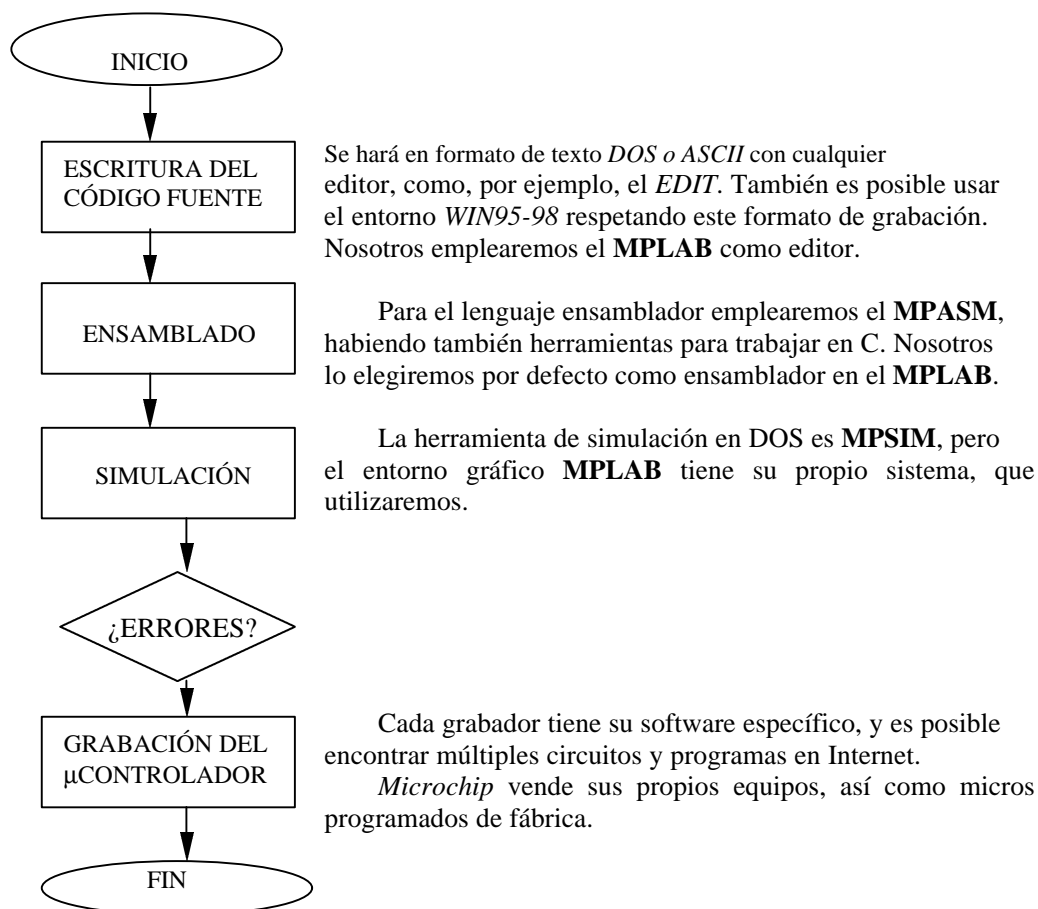 INICIO
ESCRITURA DEL
CÓDIGO FUENTE
Se hará en formato de texto DOS o ASCII con cualquier
editor, como, por ejemplo, el EDIT. También es posible usar
el entorno WIN95-98 respetando este formato de grabación.
Nosotros emplearemos el MPLAB como editor.
ENSAMBLADO
Para el lenguaje ensamblador emplearemos el MPASM,
habiendo también herramientas para trabajar en C. Nosotros
lo elegiremos por defecto como ensamblador en el MPLAB.
SIMULACIÓN
La herramienta de simulación en DOS es MPSIM, pero
el entorno gráfico MPLAB tiene su propio sistema, que
utilizaremos.
¿ERRORES?
GRABACIÓN DEL
µCONTROLADOR
Cada grabador tiene su software específico, y es posible
encontrar múltiples circuitos y programas en Internet.
Microchip vende sus propios equipos, así como micros
programados de fábrica.
FIN